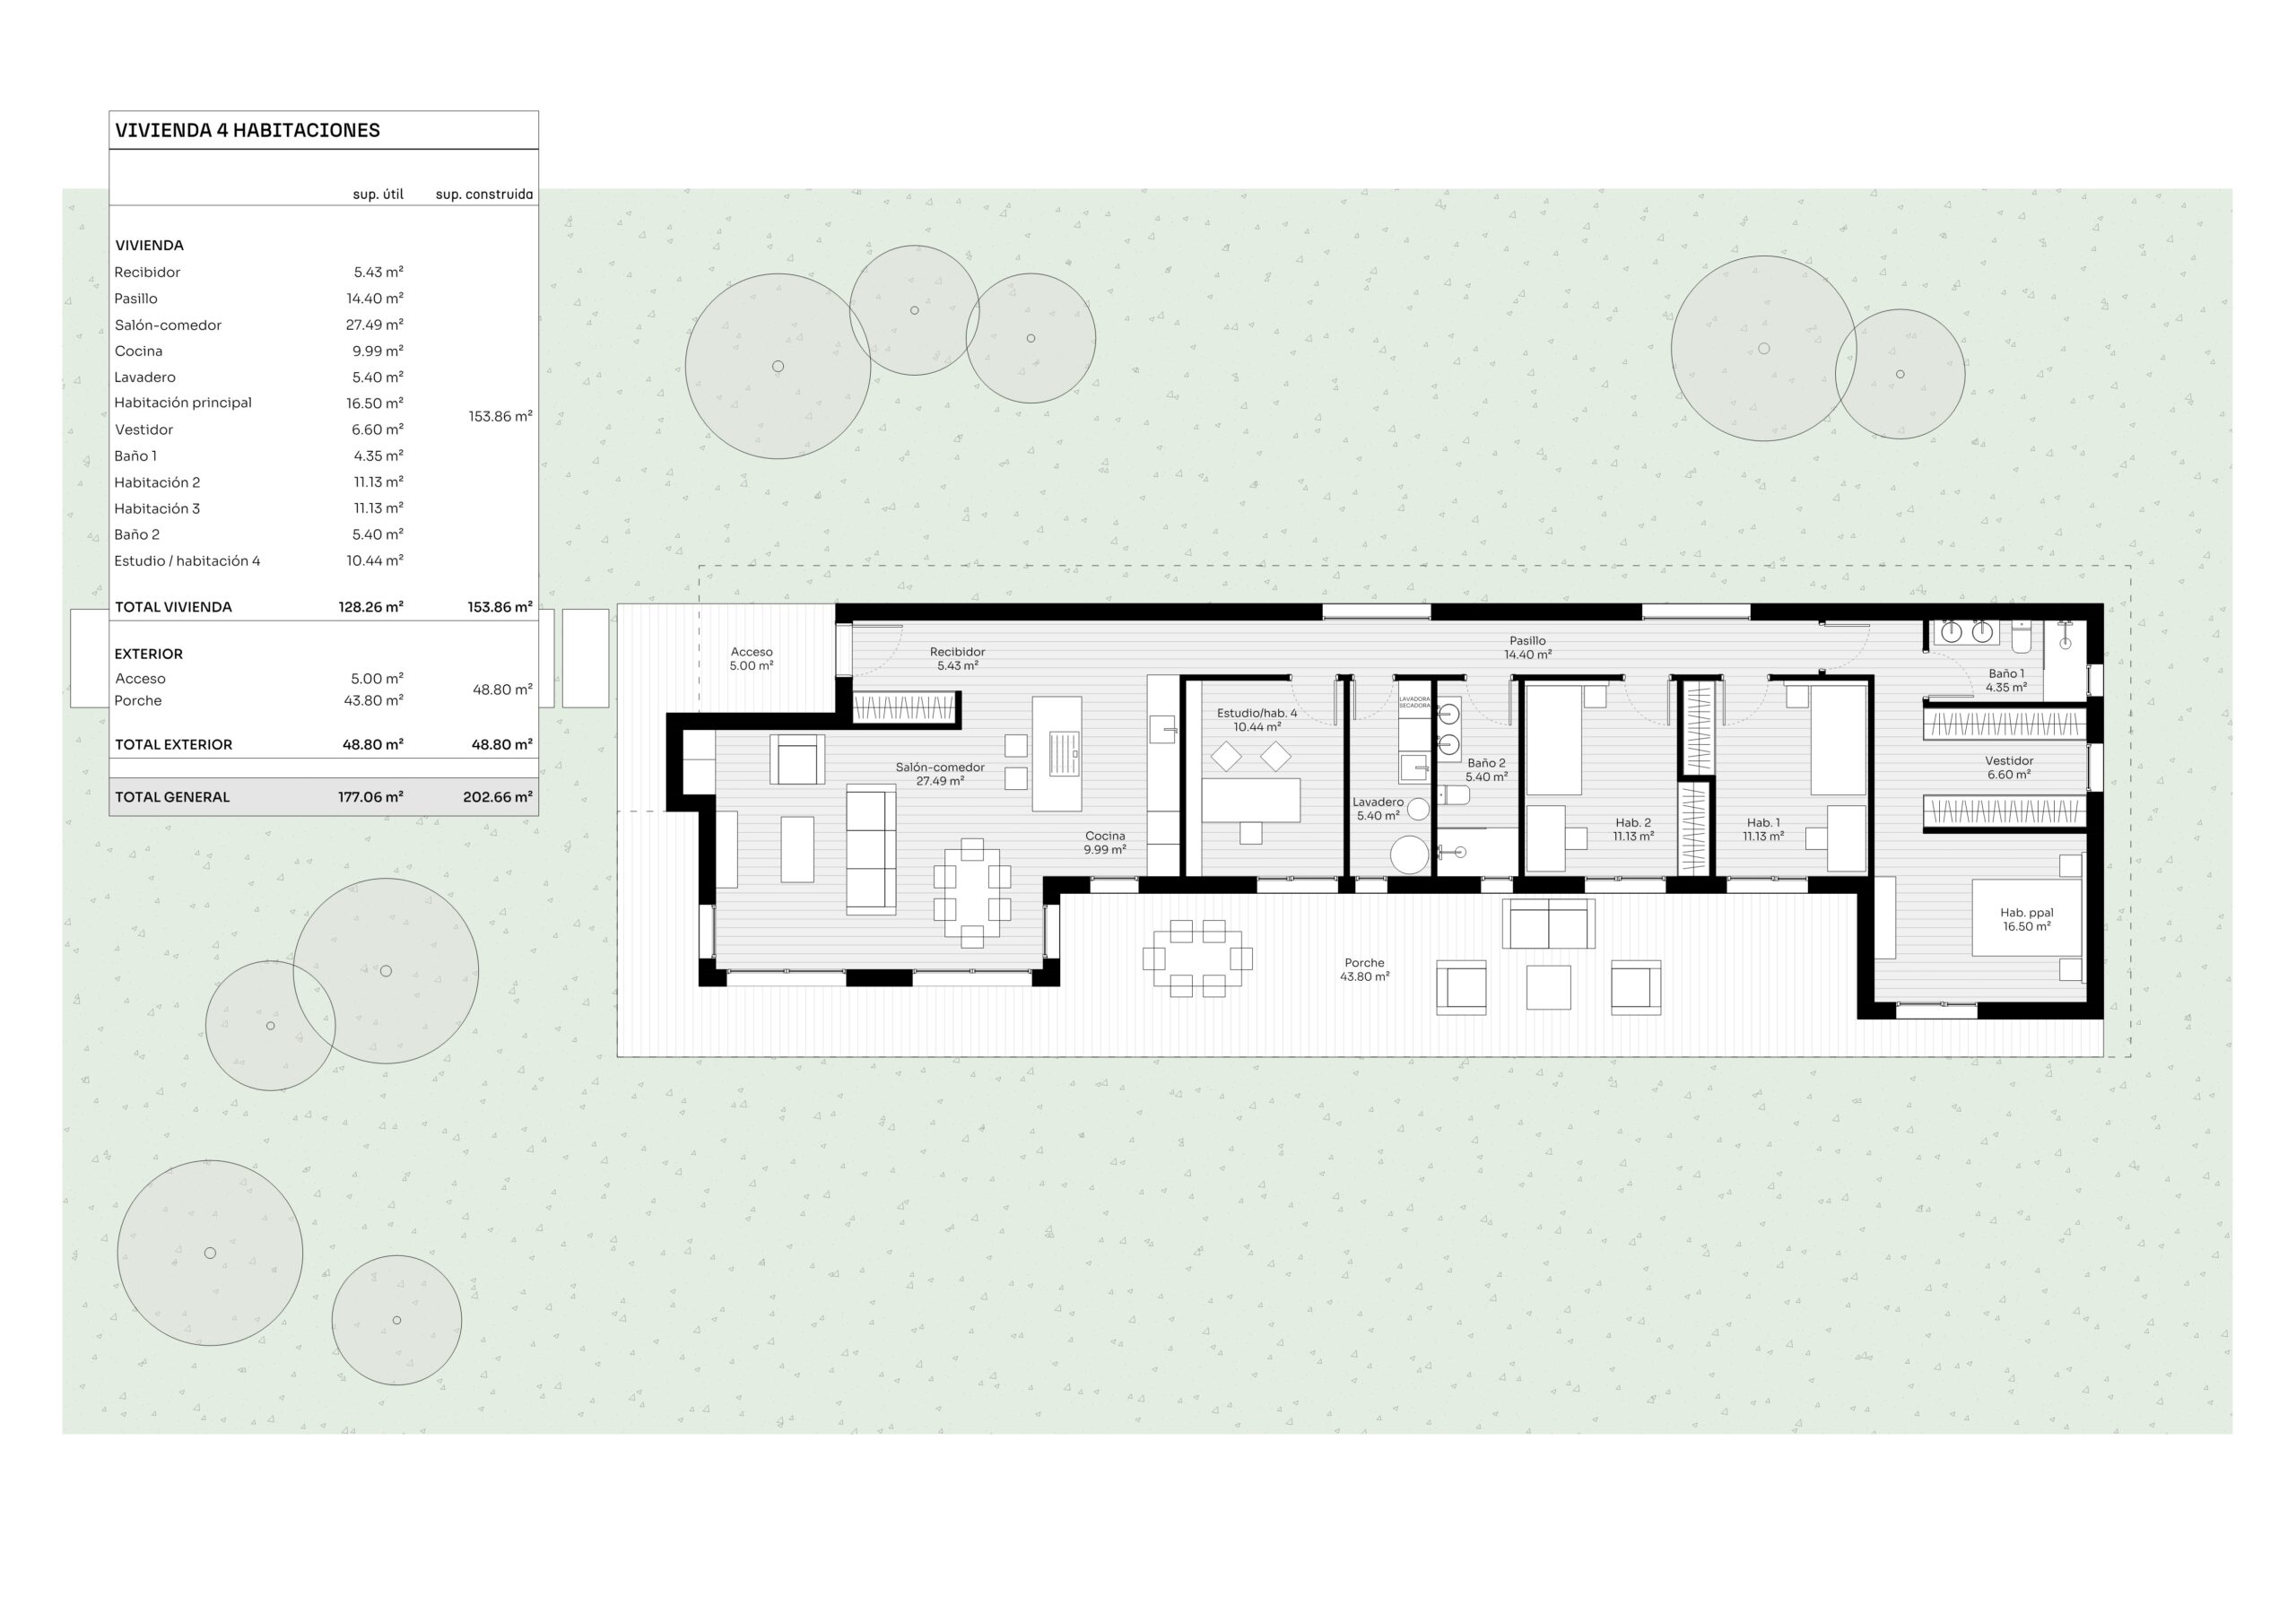 VIVIENDA 4 HABITACIONES
sup. útil sup. construida
VIVIENDA
Recibidor 5.43 m²
Pasillo 14.40 m²
Salón-comedor 27.49 m²
Cocina 9.99 m²
Lavadero 5.40 m²
Habitación principal 16.50 m²
153.86 m²
Vestidor 6.60 m²
Baño 1 4.35 m²
Habitación 2 11.13 m²
Habitación 3 11.13 m²
Baño 2 5.40 m²
Estudio / habitación 4 10.44 m²
TOTAL VIVIENDA 128.26 m² 153.86 m²
EXTERIOR
Acceso 5.00 m²
48.80 m²
Porche 43.80 m²
TOTAL EXTERIOR 48.80 m² 48.80 m²
TOTAL GENERAL 177.06 m² 202.66 m²
Acceso
5.00 m²
Recibidor
5.43 m²
Pasillo
14.40 m²
Baño 1
4.35 m²
LAVADORA
SECADORA
Estudio/hab. 4
10.44 m²
Salón-comedor
27.49 m²
Baño 2
5.40 m²
Vestidor
6.60 m²
Lavadero
5.40 m²
Cocina
9.99 m²
Hab. 2
11.13 m²
Hab. 1
11.13 m²
Hab. ppal
16.50 m²
Porche
43.80 m²